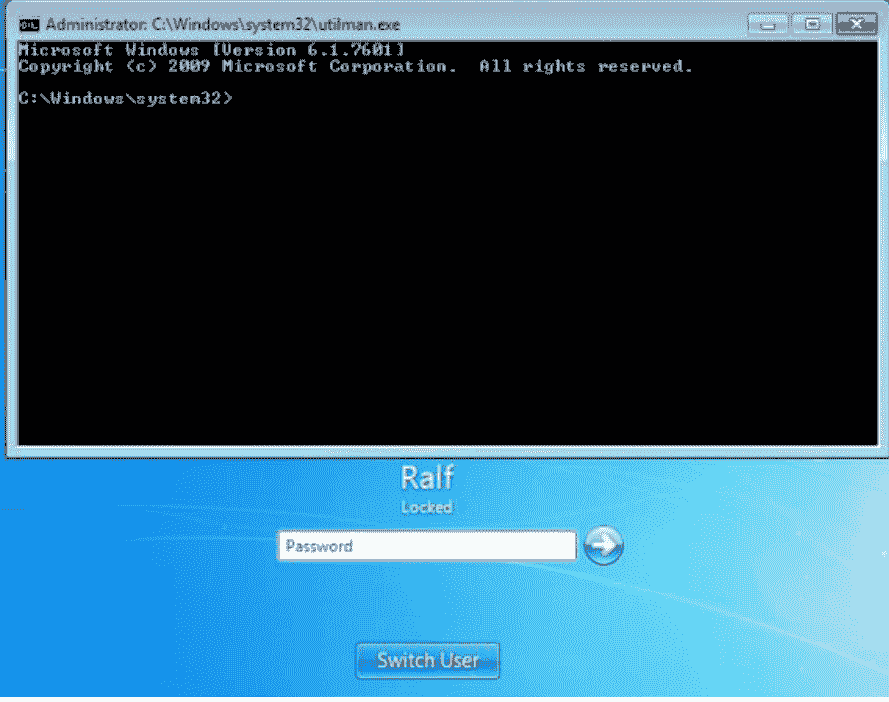 Administrator: C:\Windows\system32\utilman.exe
Microsoft Windows [Version 6.1.7601]
Copyright (c) 2009 Microsoft Corporation.  All rights reserved.
C:\Windows\system32>
Ralf
Locked
Password
Switch User